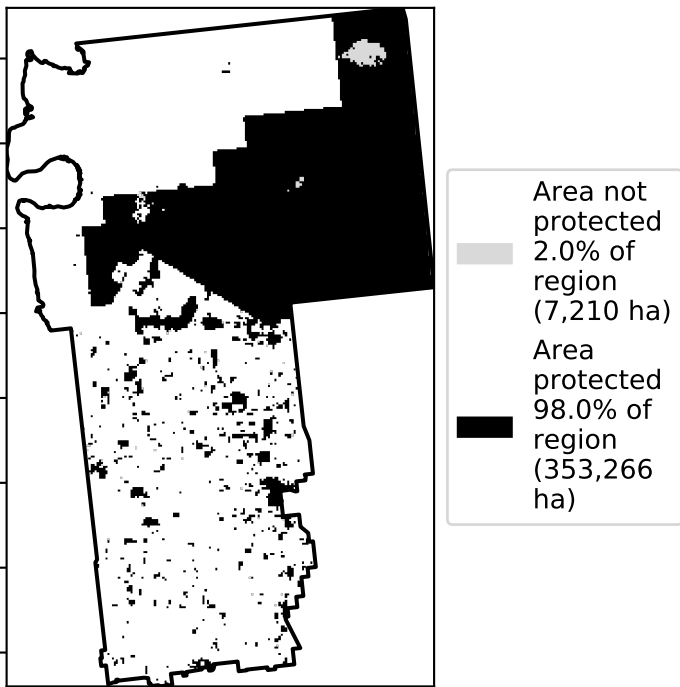 Area not
protected
2.0% of
region
(7,210 ha)
Area
protected
98.0% of
region
(353,266
ha)